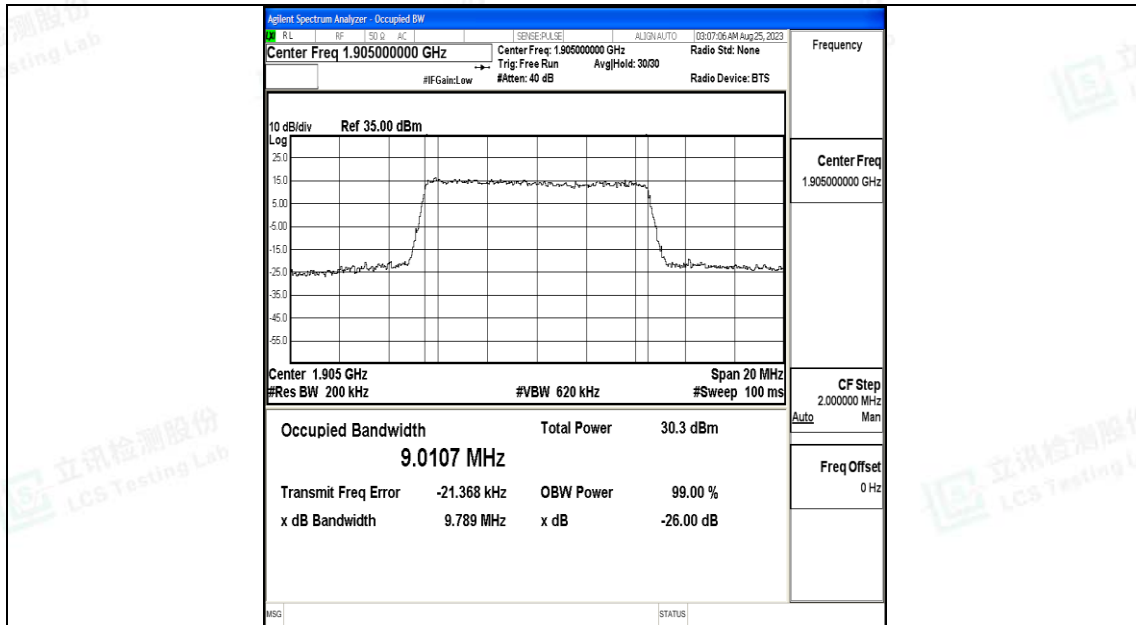 Agilent Spectrum Analyzer - Occupied BW
RL RF 50 Ω AC SENSE:PULSE ALIGN AUTO 03:07:06 AM Aug 25, 2023
Center Freq 1.905000000 GHz
Center Freq: 1.905000000 GHz Radio Std: None
Trig: Free Run Avg|Hold: 30/30
#IFGain:Low #Atten: 40 dB Radio Device: BTS
Frequency
10 dB/div Ref 35.00 dBm
Log
25.0
15.0
5.00
-5.00
-15.0
-25.0
-35.0
-45.0
-55.0
Center 1.905 GHz Span 20 MHz
#Res BW 200 kHz #VBW 620 kHz #Sweep 100 ms
Occupied Bandwidth Total Power 30.3 dBm
9.0107 MHz
Transmit Freq Error -21.368 kHz OBW Power 99.00 %
x dB Bandwidth 9.789 MHz x dB -26.00 dB
Center Freq
1.905000000 GHz
CF Step
2.000000 MHz
Auto Man
Freq Offset
0 Hz
MSG STATUS
立讯检测股份
LCS Testing Lab
立讯检测股份